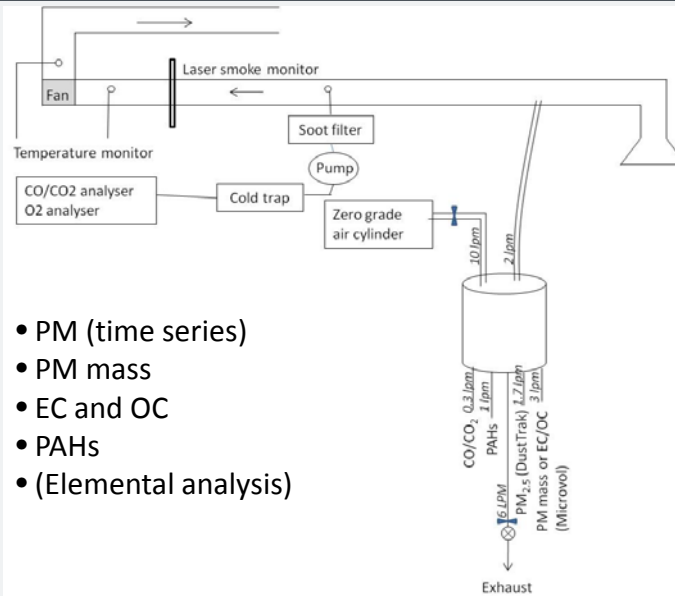 Laser smoke monitor
Fan
Soot filter
Temperature monitor
Pump
CO/CO2 analyser
O2 analyser
Cold trap
Zero grade
air cylinder
10 lpm
2 lpm
• PM (time series)
• PM mass
• EC and OC
• PAHs
• (Elemental analysis)
CO/CO₂ 0.3 lpm
PAHs 1 lpm
6 LPM
PM₂.₅ (DustTrak) 1.7 lpm
PM mass or EC/OC 3 lpm
(Microvol)
Exhaust